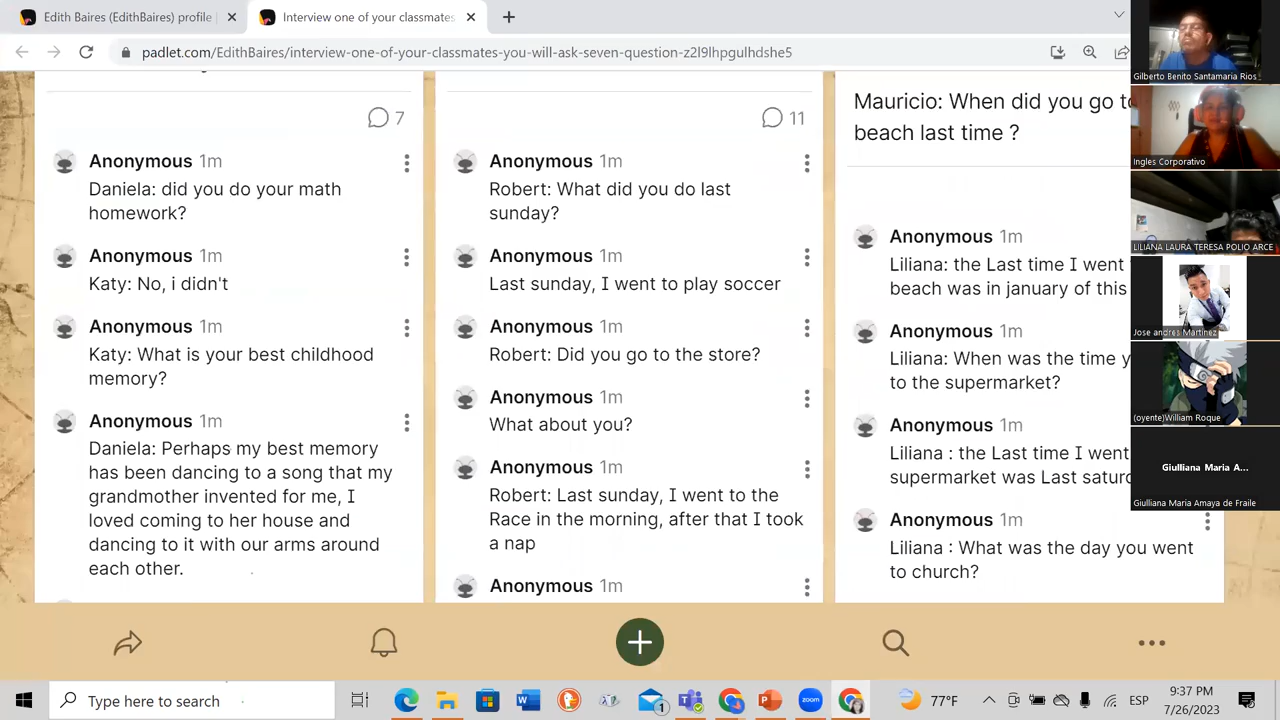 Edith Baires (EdithBaires) profile
Interview one of your classmates
padlet.com/EdithBaires/interview-one-of-your-classmates-you-will-ask-seven-question-z2l9lhpgulhdshe5
7
Anonymous 1m
Daniela: did you do your math
homework?
Anonymous 1m
Katy: No, i didn't
Anonymous 1m
Katy: What is your best childhood
memory?
Anonymous 1m
Daniela: Perhaps my best memory
has been dancing to a song that my
grandmother invented for me, I
loved coming to her house and
dancing to it with our arms around
each other.
11
Anonymous 1m
Robert: What did you do last
sunday?
Anonymous 1m
Last sunday, I went to play soccer
Anonymous 1m
Robert: Did you go to the store?
Anonymous 1m
What about you?
Anonymous 1m
Robert: Last sunday, I went to the
Race in the morning, after that I took
a nap
Anonymous 1m
Mauricio: When did you go
beach last time ?
Anonymous 1m
Liliana: the Last time I went
beach was in january of this
Anonymous 1m
Liliana: When was the time
to the supermarket?
Anonymous 1m
Liliana : the Last time I went
supermarket was Last
Anonymous 1m
Liliana : What was the day you went
to church?
Gilberto Benito Santamaria Rios
Ingles Corporativo
LILIANA LAURA TERESA POLIO ARCE
Jose andres Martinez
(oyente)William Roque
Giulliana Maria A...
Giulliana Maria Amaya de Fraile
Type here to search
77°F
ESP
9:37 PM
7/26/2023